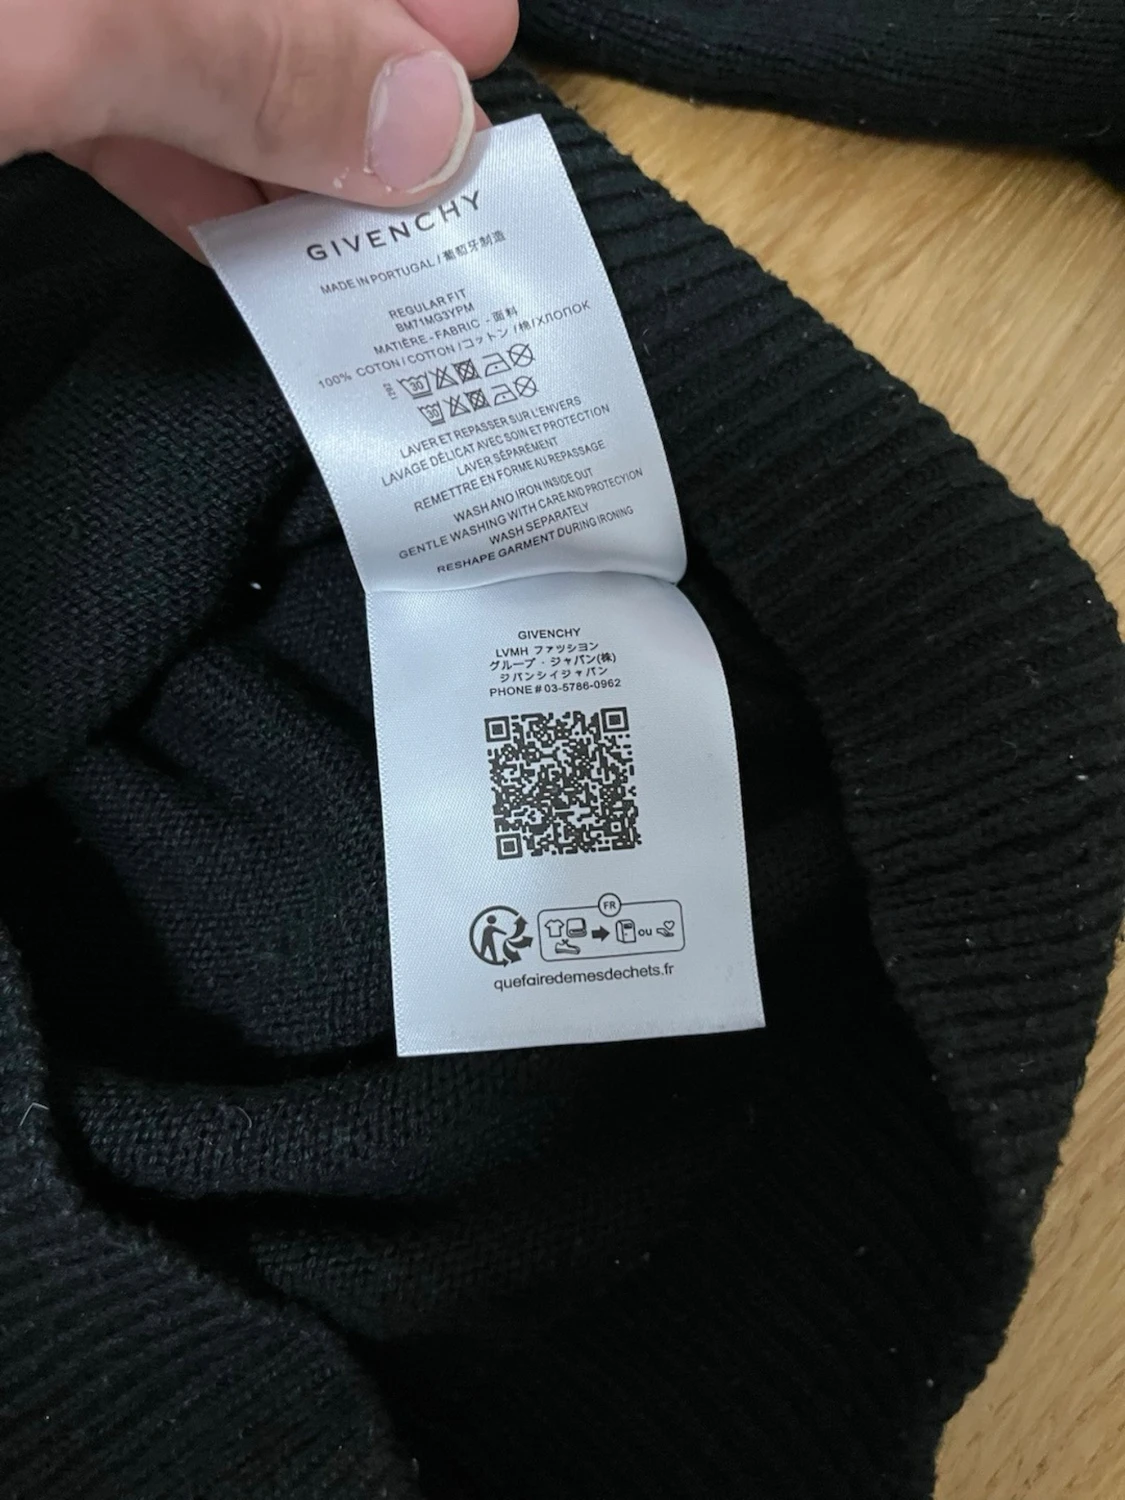 GIVENCHY
MADE IN PORTUGAL / 葡萄牙制造
REGULAR FIT
BM71MG3YPM
MATIÈRE - FABRIC - 面料
100% COTON / COTTON / コットン / 棉 / ХЛОПОК
30
30
LAVER ET REPASSER SUR L'ENVERS
LAVAGE DÉLICAT AVEC SOIN ET PROTECTION
LAVER SÉPARÉMENT
REMETTRE EN FORME AU REPASSAGE
WASH AND IRON INSIDE OUT
GENTLE WASHING WITH CARE AND PROTECYION
WASH SEPARATELY
RESHAPE GARMENT DURING IRONING
GIVENCHY
LVMH ファッション
グループ・ジャパン(株)
ジバンシイジャパン
PHONE # 03-5786-0962
FR
ou
quefairedemesdechets.fr